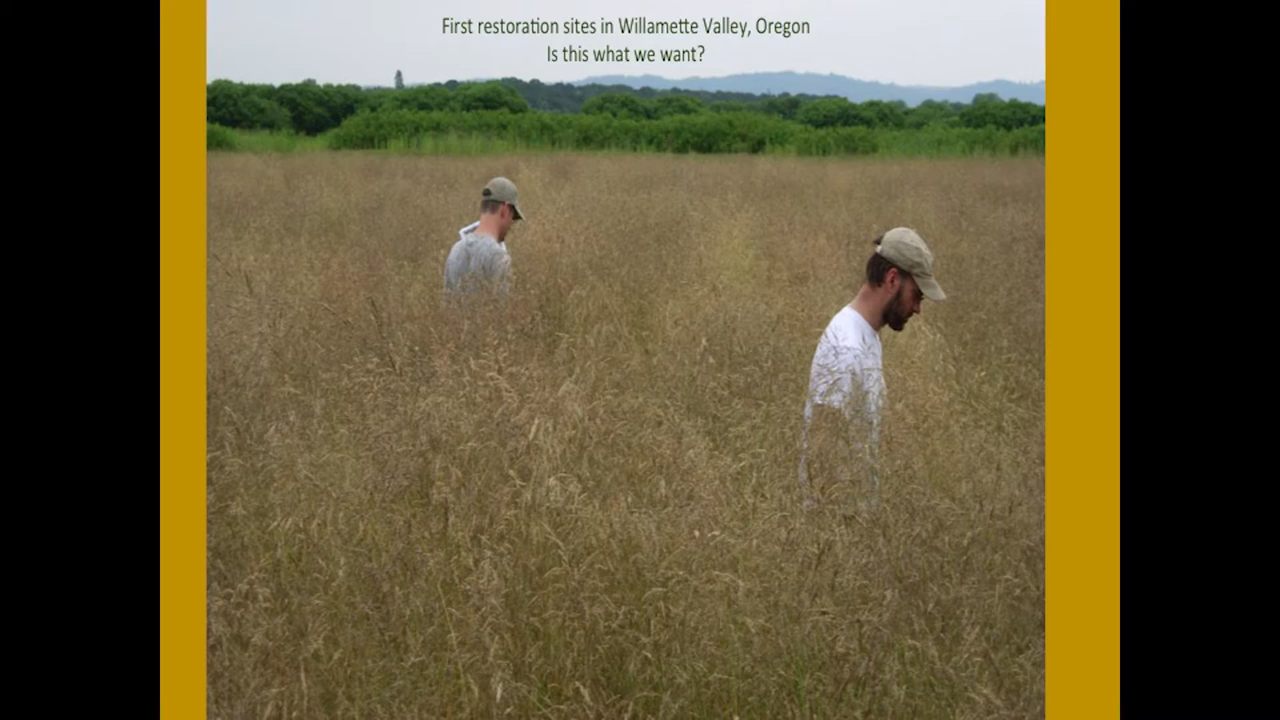 First restoration sites in Willamette Valley, Oregon
Is this what we want?